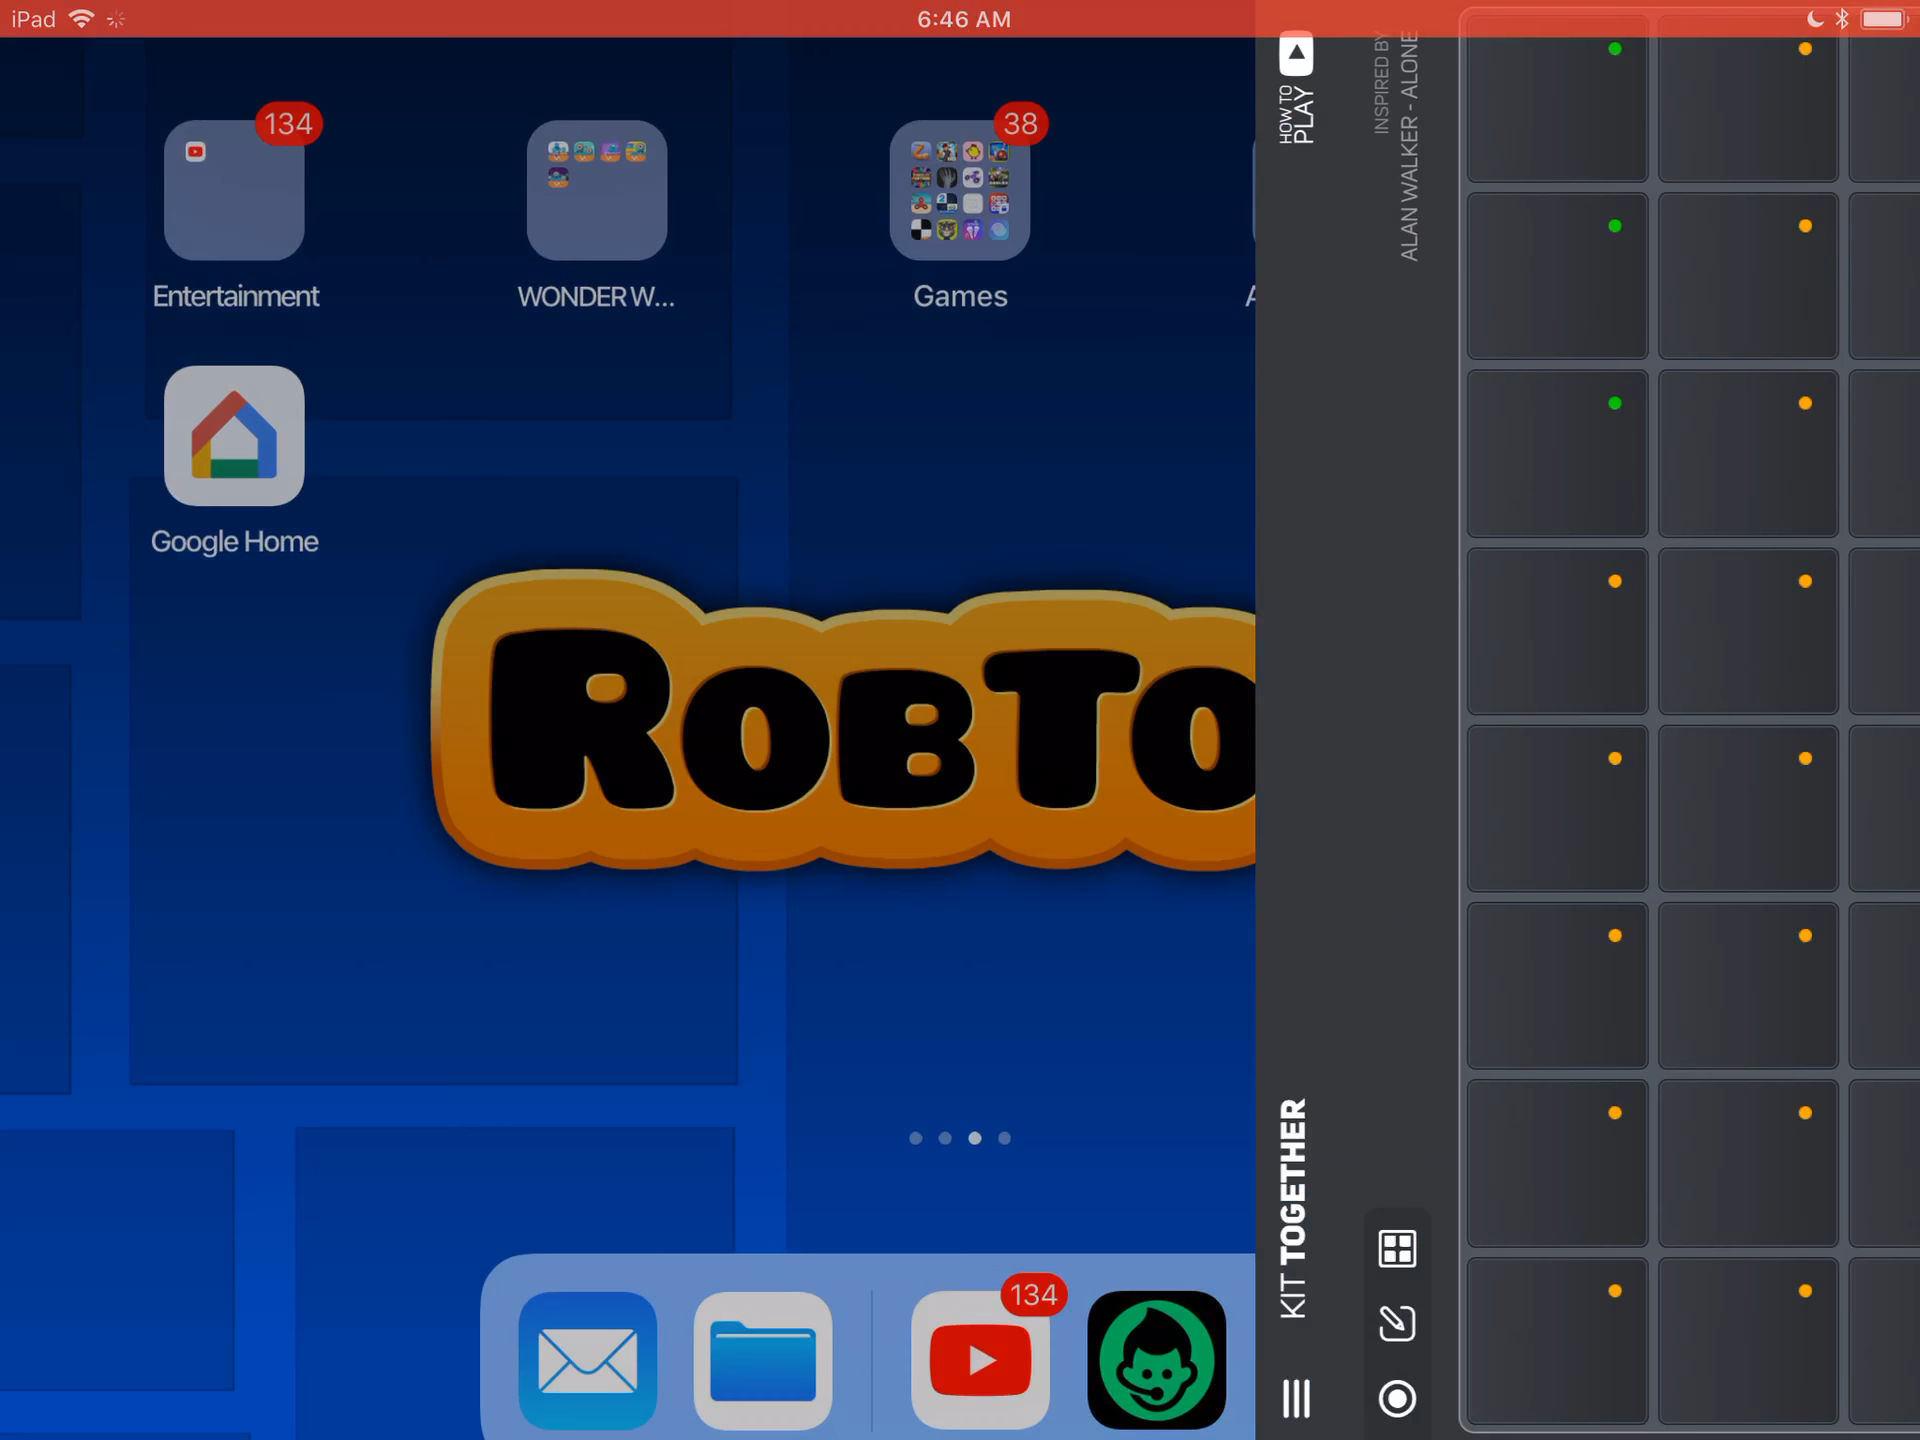 iPad
6:46 AM
134
38
Entertainment
WONDER W...
Games
A
Google Home
ROBTO
134
HOW TO
PLAY
INSPIRED BY
ALAN WALKER - ALONE
KIT TOGETHER